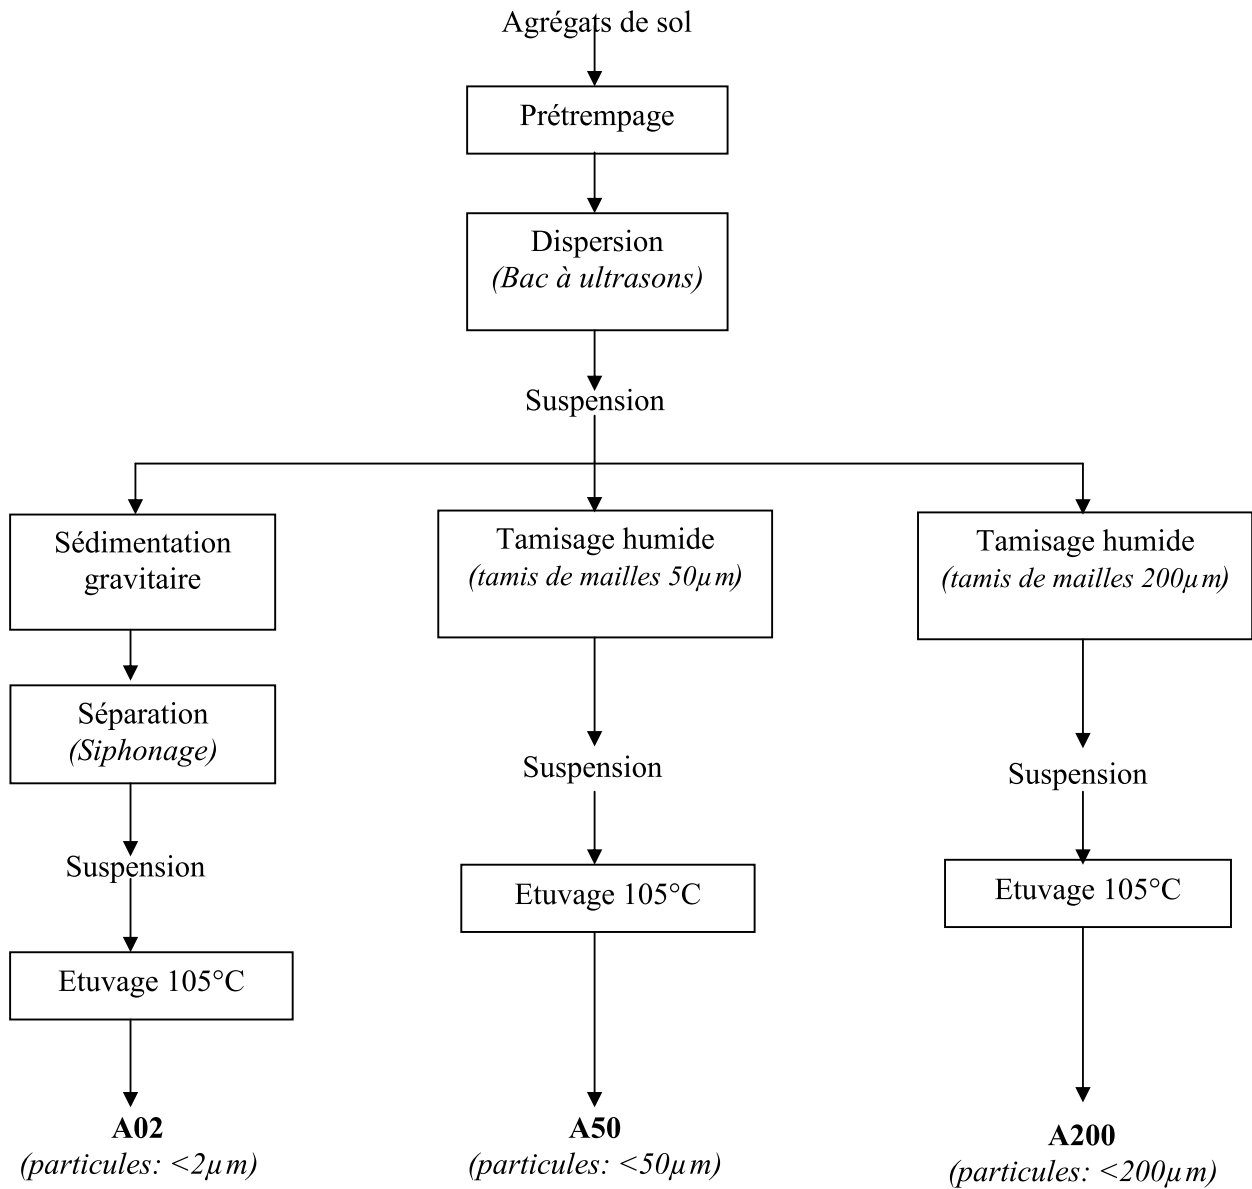 Agrégats de sol
Prétrempage
Dispersion
(Bac à ultrasons)
Suspension
Sédimentation
gravitaire
Séparation
(Siphonage)
Suspension
Etuvage 105°C
A02
(particules: <2µm)
Tamisage humide
(tamis de mailles 50µm)
Suspension
Etuvage 105°C
A50
(particules: <50µm)
Tamisage humide
(tamis de mailles 200µm)
Suspension
Etuvage 105°C
A200
(particules: <200µm)